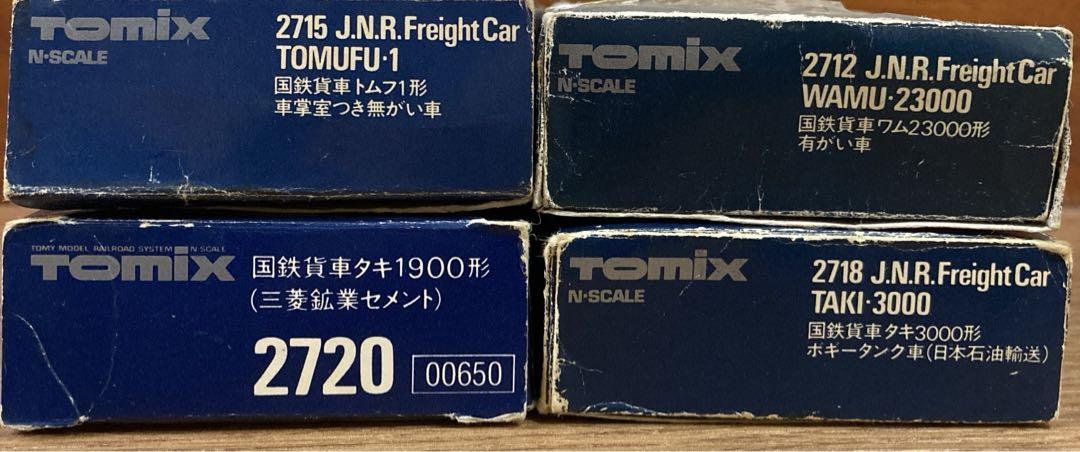 TOMIX
N-SCALE
2715 J.N.R.Freight Car
TOMUFU・1
国鉄貨車トムフ1形
車掌室つき無がい車
TOMIX
N-SCALE
2712 J.N.R.Freight Car
WAMU・23000
国鉄貨車ワム23000形
有がい車
TOMY MODEL RAILROAD SYSTEM N SCALE
TOMIX
国鉄貨車タキ1900形
(三菱鉱業セメント)
2720
00650
TOMIX
N-SCALE
2718 J.N.R.Freight Car
TAKI・3000
国鉄貨車タキ3000形
ボギータンク車(日本石油輸送)